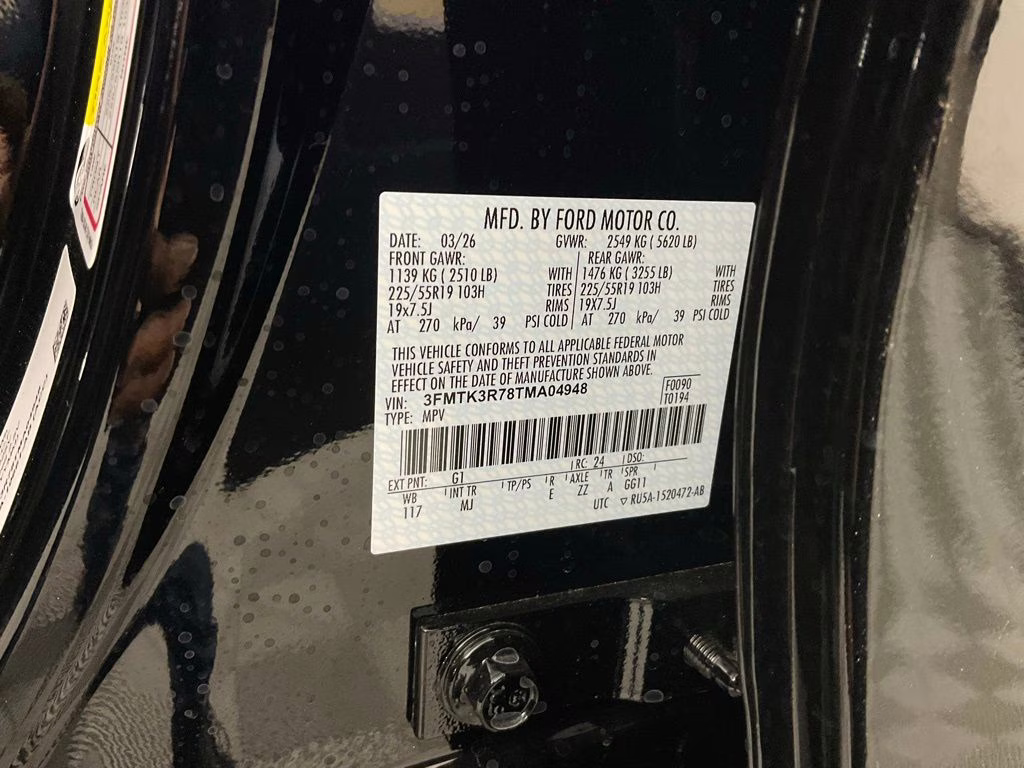 MFD. BY FORD MOTOR CO.
DATE: 03/26 GVWR: 2549 KG ( 5620 LB)
FRONT GAWR: REAR GAWR:
1139 KG ( 2510 LB) WITH 1476 KG ( 3255 LB) WITH
225/55R19 103H TIRES 225/55R19 103H TIRES
19x7.5J RIMS 19X7.5J RIMS
AT 270 kPa/ 39 PSI COLD AT 270 kPa/ 39 PSI COLD
THIS VEHICLE CONFORMS TO ALL APPLICABLE FEDERAL MOTOR
VEHICLE SAFETY AND THEFT PREVENTION STANDARDS IN
EFFECT ON THE DATE OF MANUFACTURE SHOWN ABOVE.
VIN: 3FMTK3R78TMA04948 F0090
TYPE: MPV T0194
EXT PNT: G1 RC: 24 DSO:
WB INT TR TP/PS R AXLE TR SPR
117 MJ E ZZ A GG11
UTC ▽ RU5A-1520472-AB